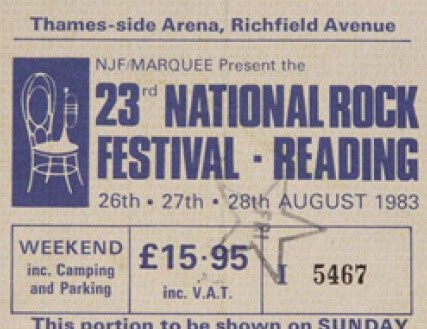 Thames-side Arena, Richfield Avenue
NJF/MARQUEE Present the
23rd NATIONAL ROCK
FESTIVAL · READING
26th · 27th · 28th AUGUST 1983
WEEKEND
inc. Camping
and Parking
£15·95
inc. V.A.T.
I 5467
FRI
This portion to be shown on SUNDAY